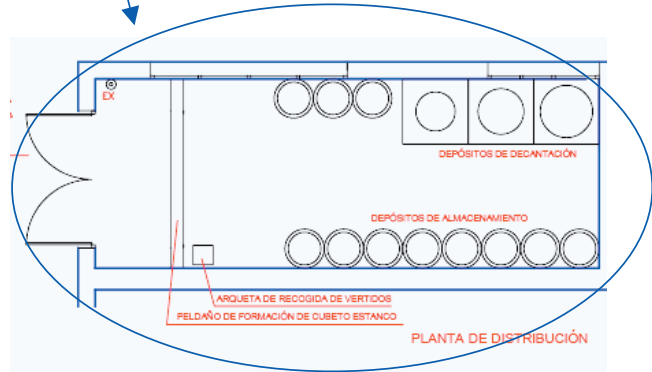 EX
DEPÓSITOS DE DECANTACIÓN
DEPÓSITOS DE ALMACENAMIENTO
ARQUETA DE RECOGIDA DE VERTIDOS
PELDAÑO DE FORMACIÓN DE CUBETO ESTANCO
PLANTA DE DISTRIBUCIÓN